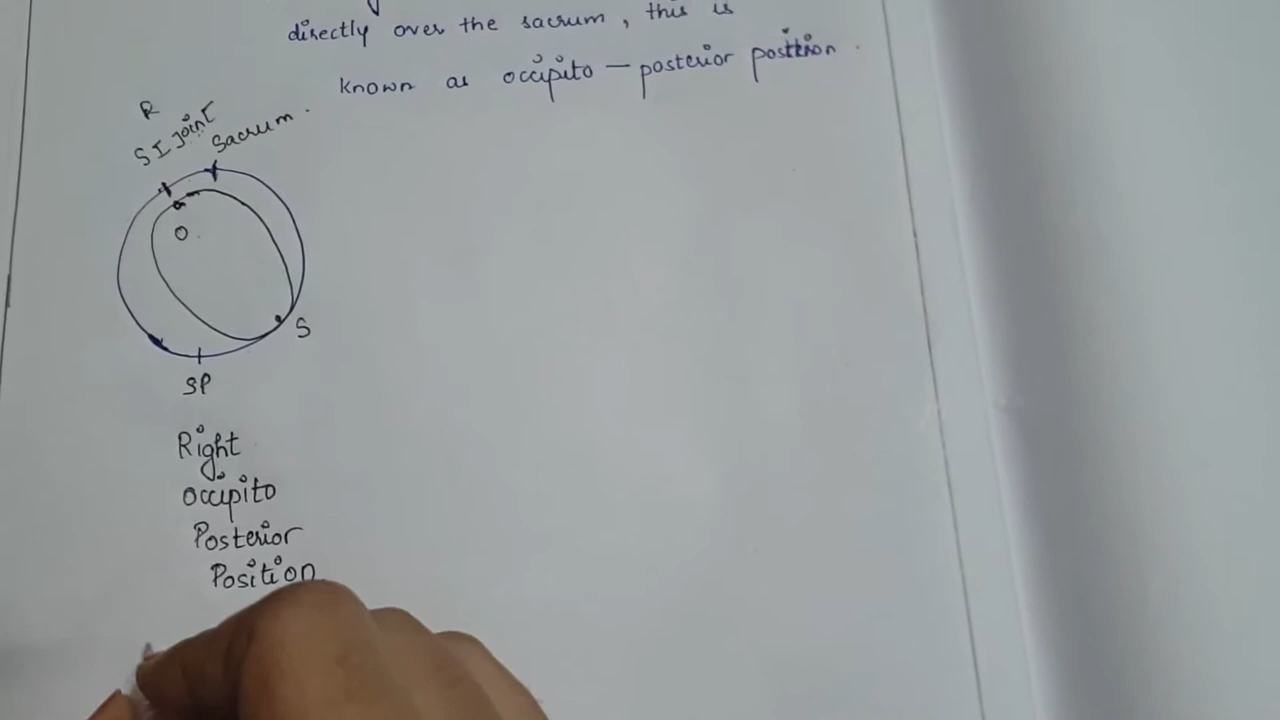 directly over the sacrum, this is
known as occipito — posterior position.
R
SI joint
Sacrum.
O
S
SP
Right
Occipito
Posterior
Position